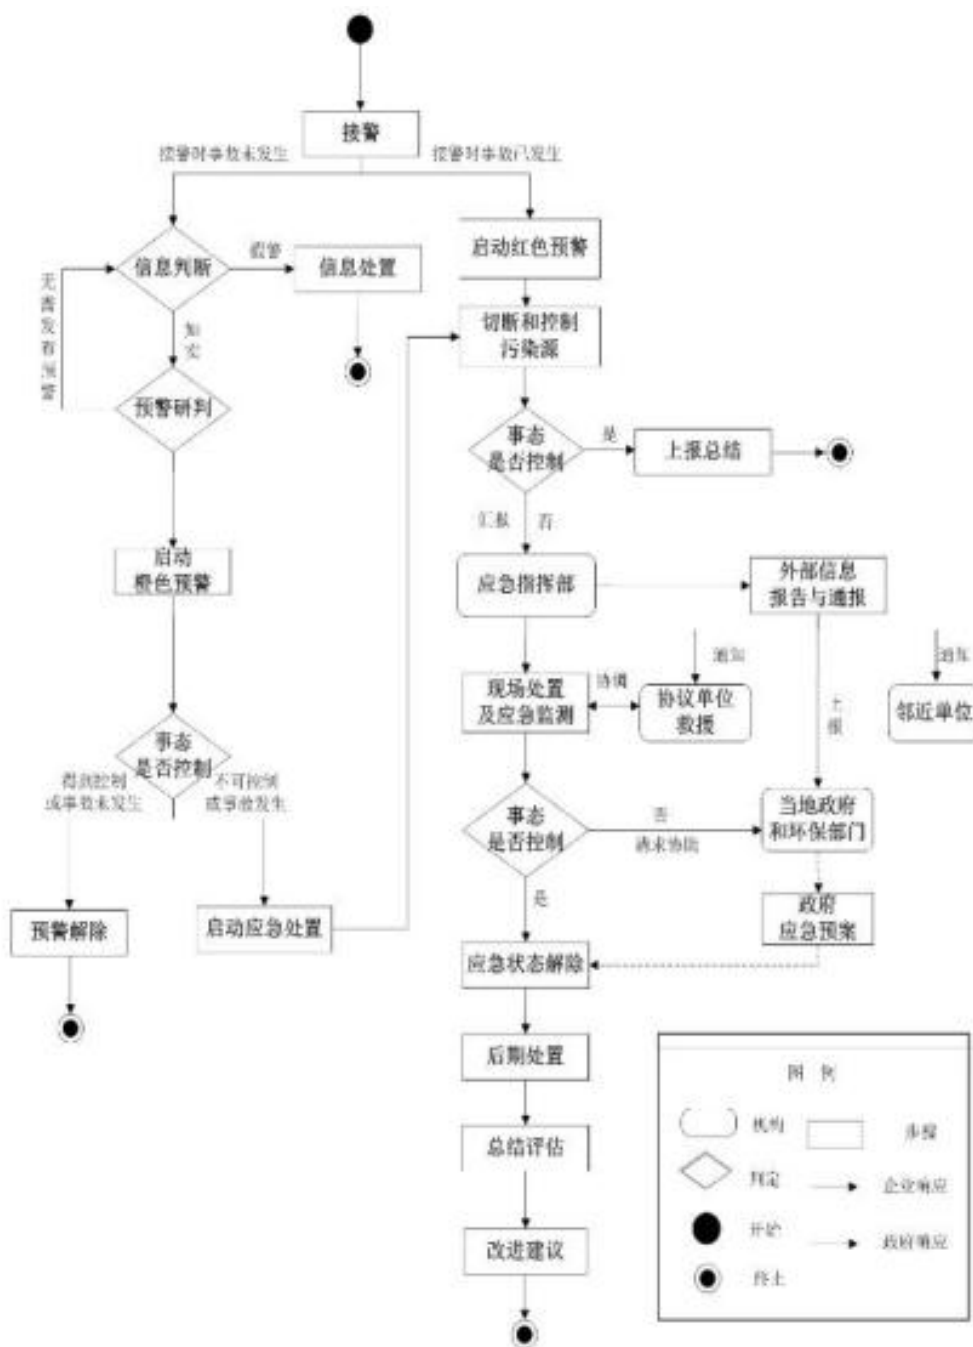 接警
接警时事故未发生
接警时事故已发生
启动红色预警
信息判断
假警
信息处置
无需发布预警
如实
切断和控制
污染源
预警研判
事态
是否控制
是
上报总结
汇报
否
启动
橙色预警
应急指挥部
外部信息
报告与通报
通知
通知
现场处置
及应急监测
协调
协议单位
救援
上报
邻近单位
事态
是否控制
得到控制
或事故未发生
不可控制
或事故发生
事态
是否控制
否
请求协助
当地政府
和环保部门
是
预警解除
启动应急处置
政府
应急预案
应急状态解除
后期处置
总结评估
改进建议
图 例
机构
步骤
判定
企业响应
开始
政府响应
终止